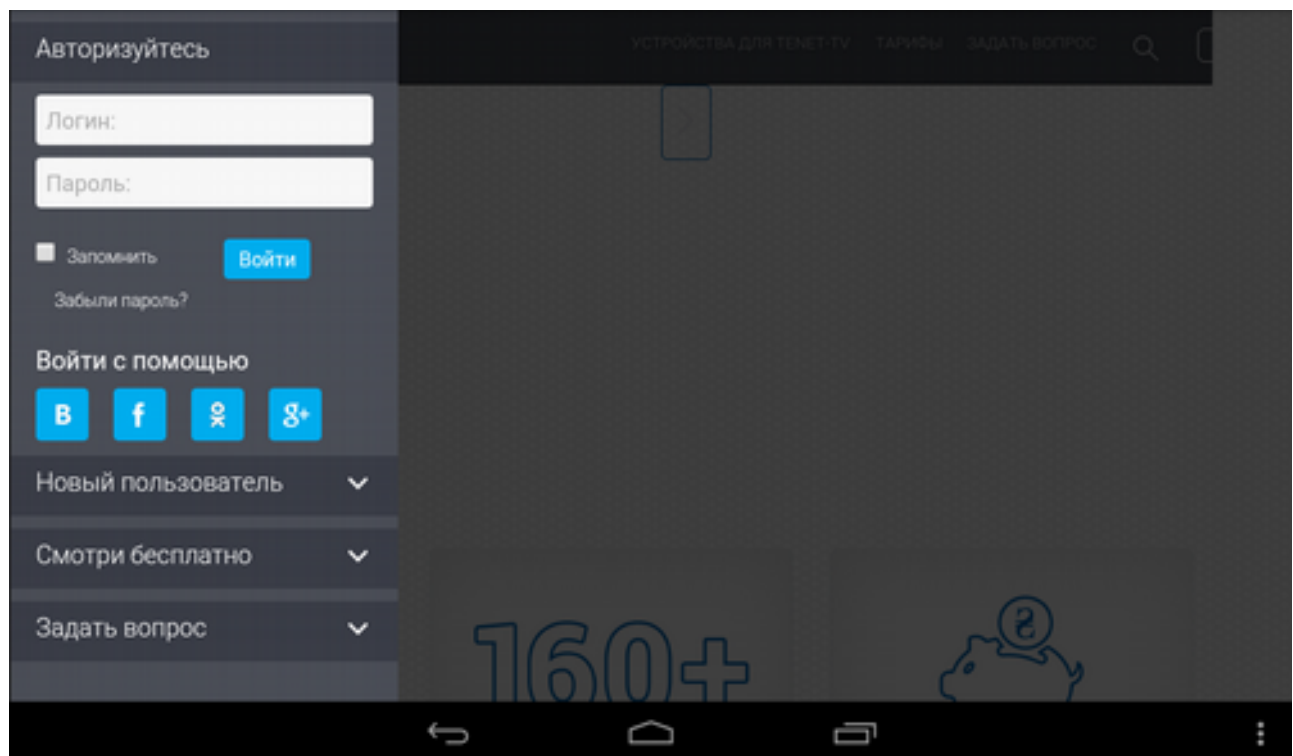 Авторизуйтесь
УСТРОЙСТВА ДЛЯ TENET-TV ТАРИФЫ ЗАДАТЬ ВОПРОС
Логин:
Пароль:
Запомнить Войти
Забыли пароль?
Войти с помощью
B f g+
Новый пользователь
Смотри бесплатно
Задать вопрос
160+
₴